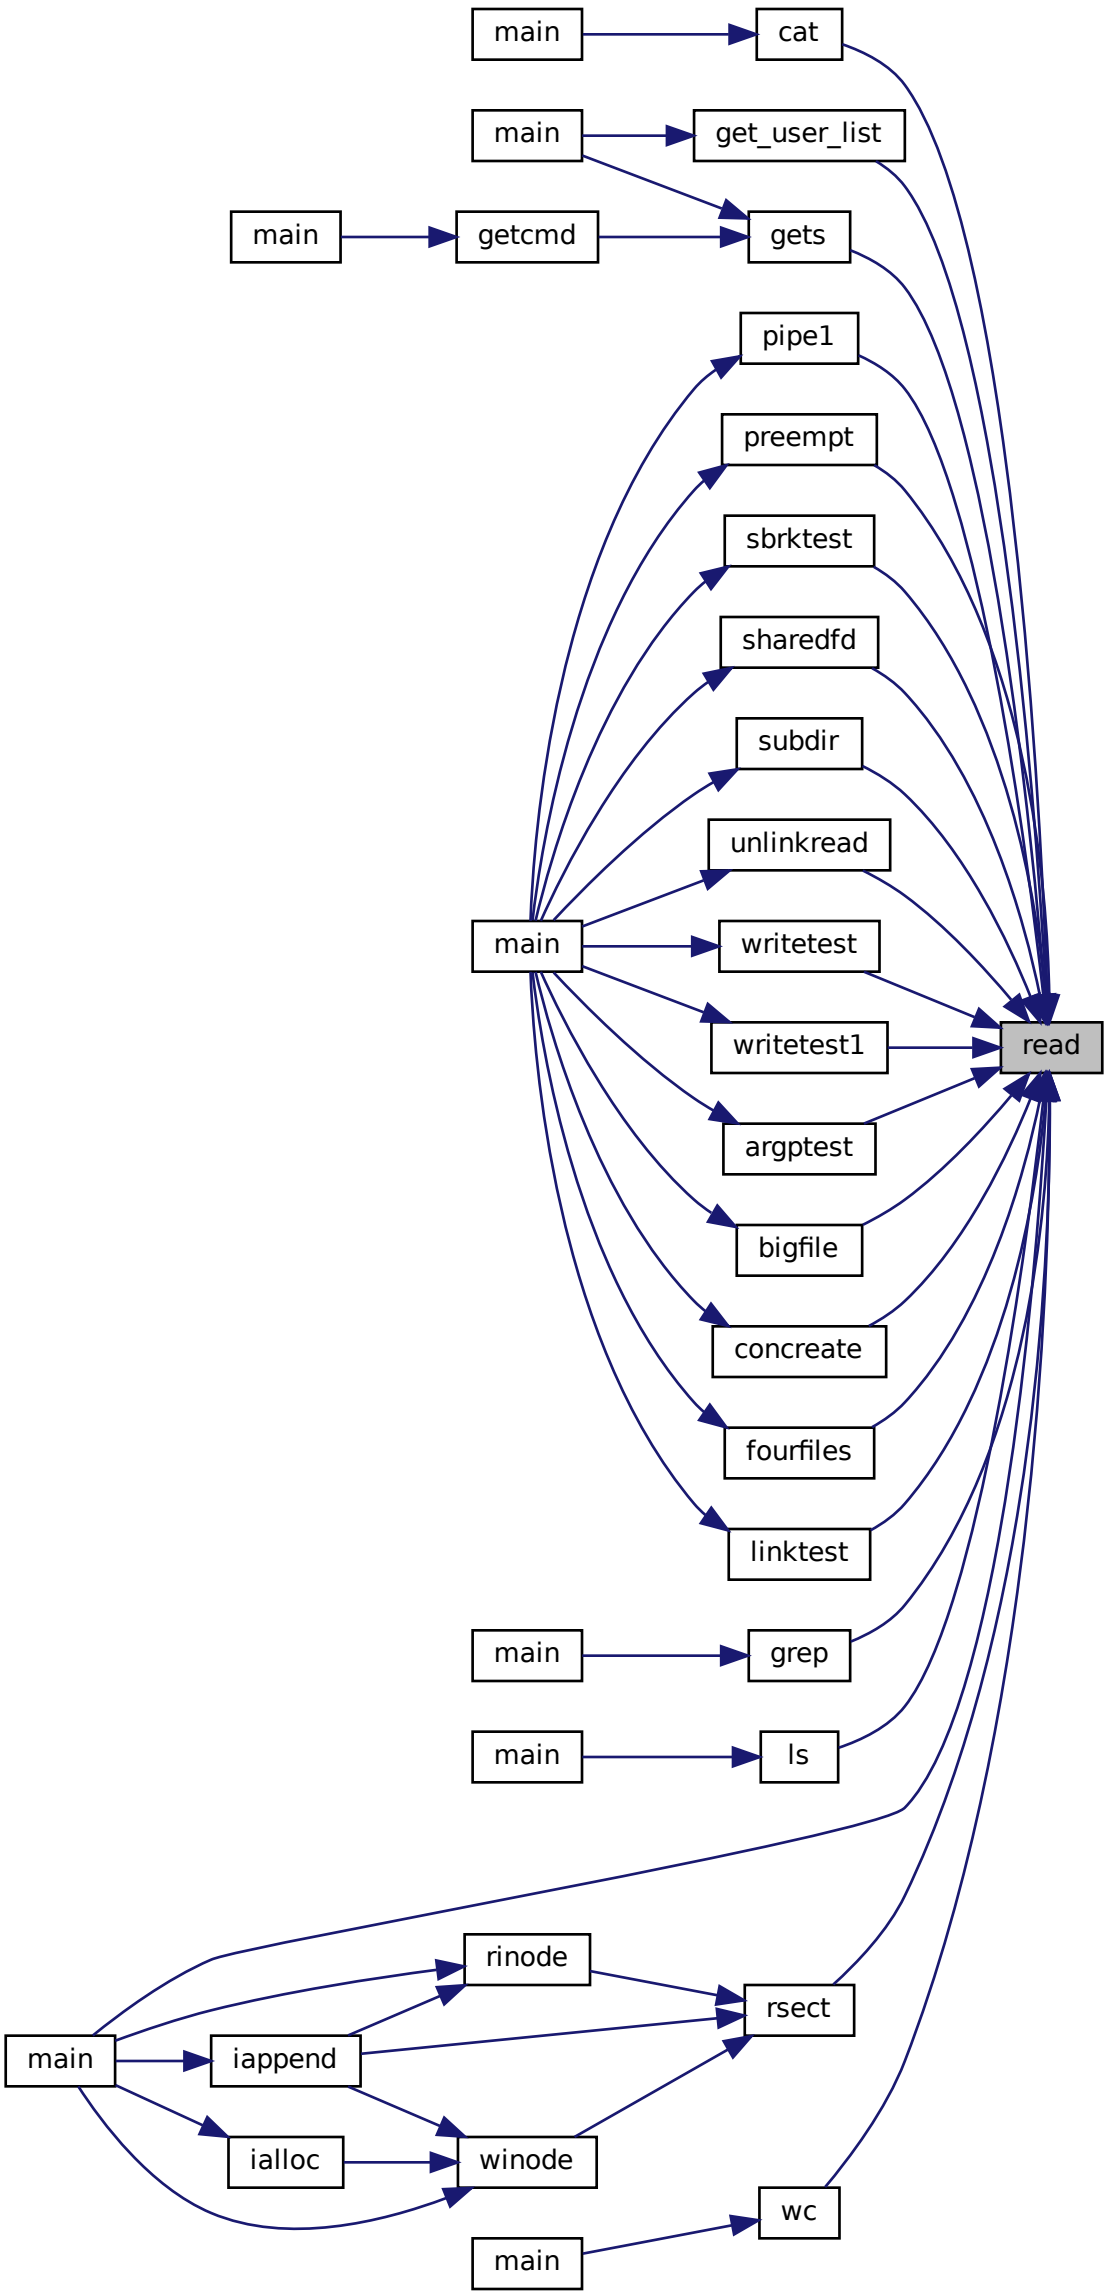 main
cat
main
get_user_list
main
getcmd
gets
pipe1
preempt
sbrktest
sharedfd
subdir
unlinkread
main
writetest
writetest1
read
argptest
bigfile
concreate
fourfiles
linktest
main
grep
main
ls
rinode
rsect
main
iappend
ialloc
winode
wc
main